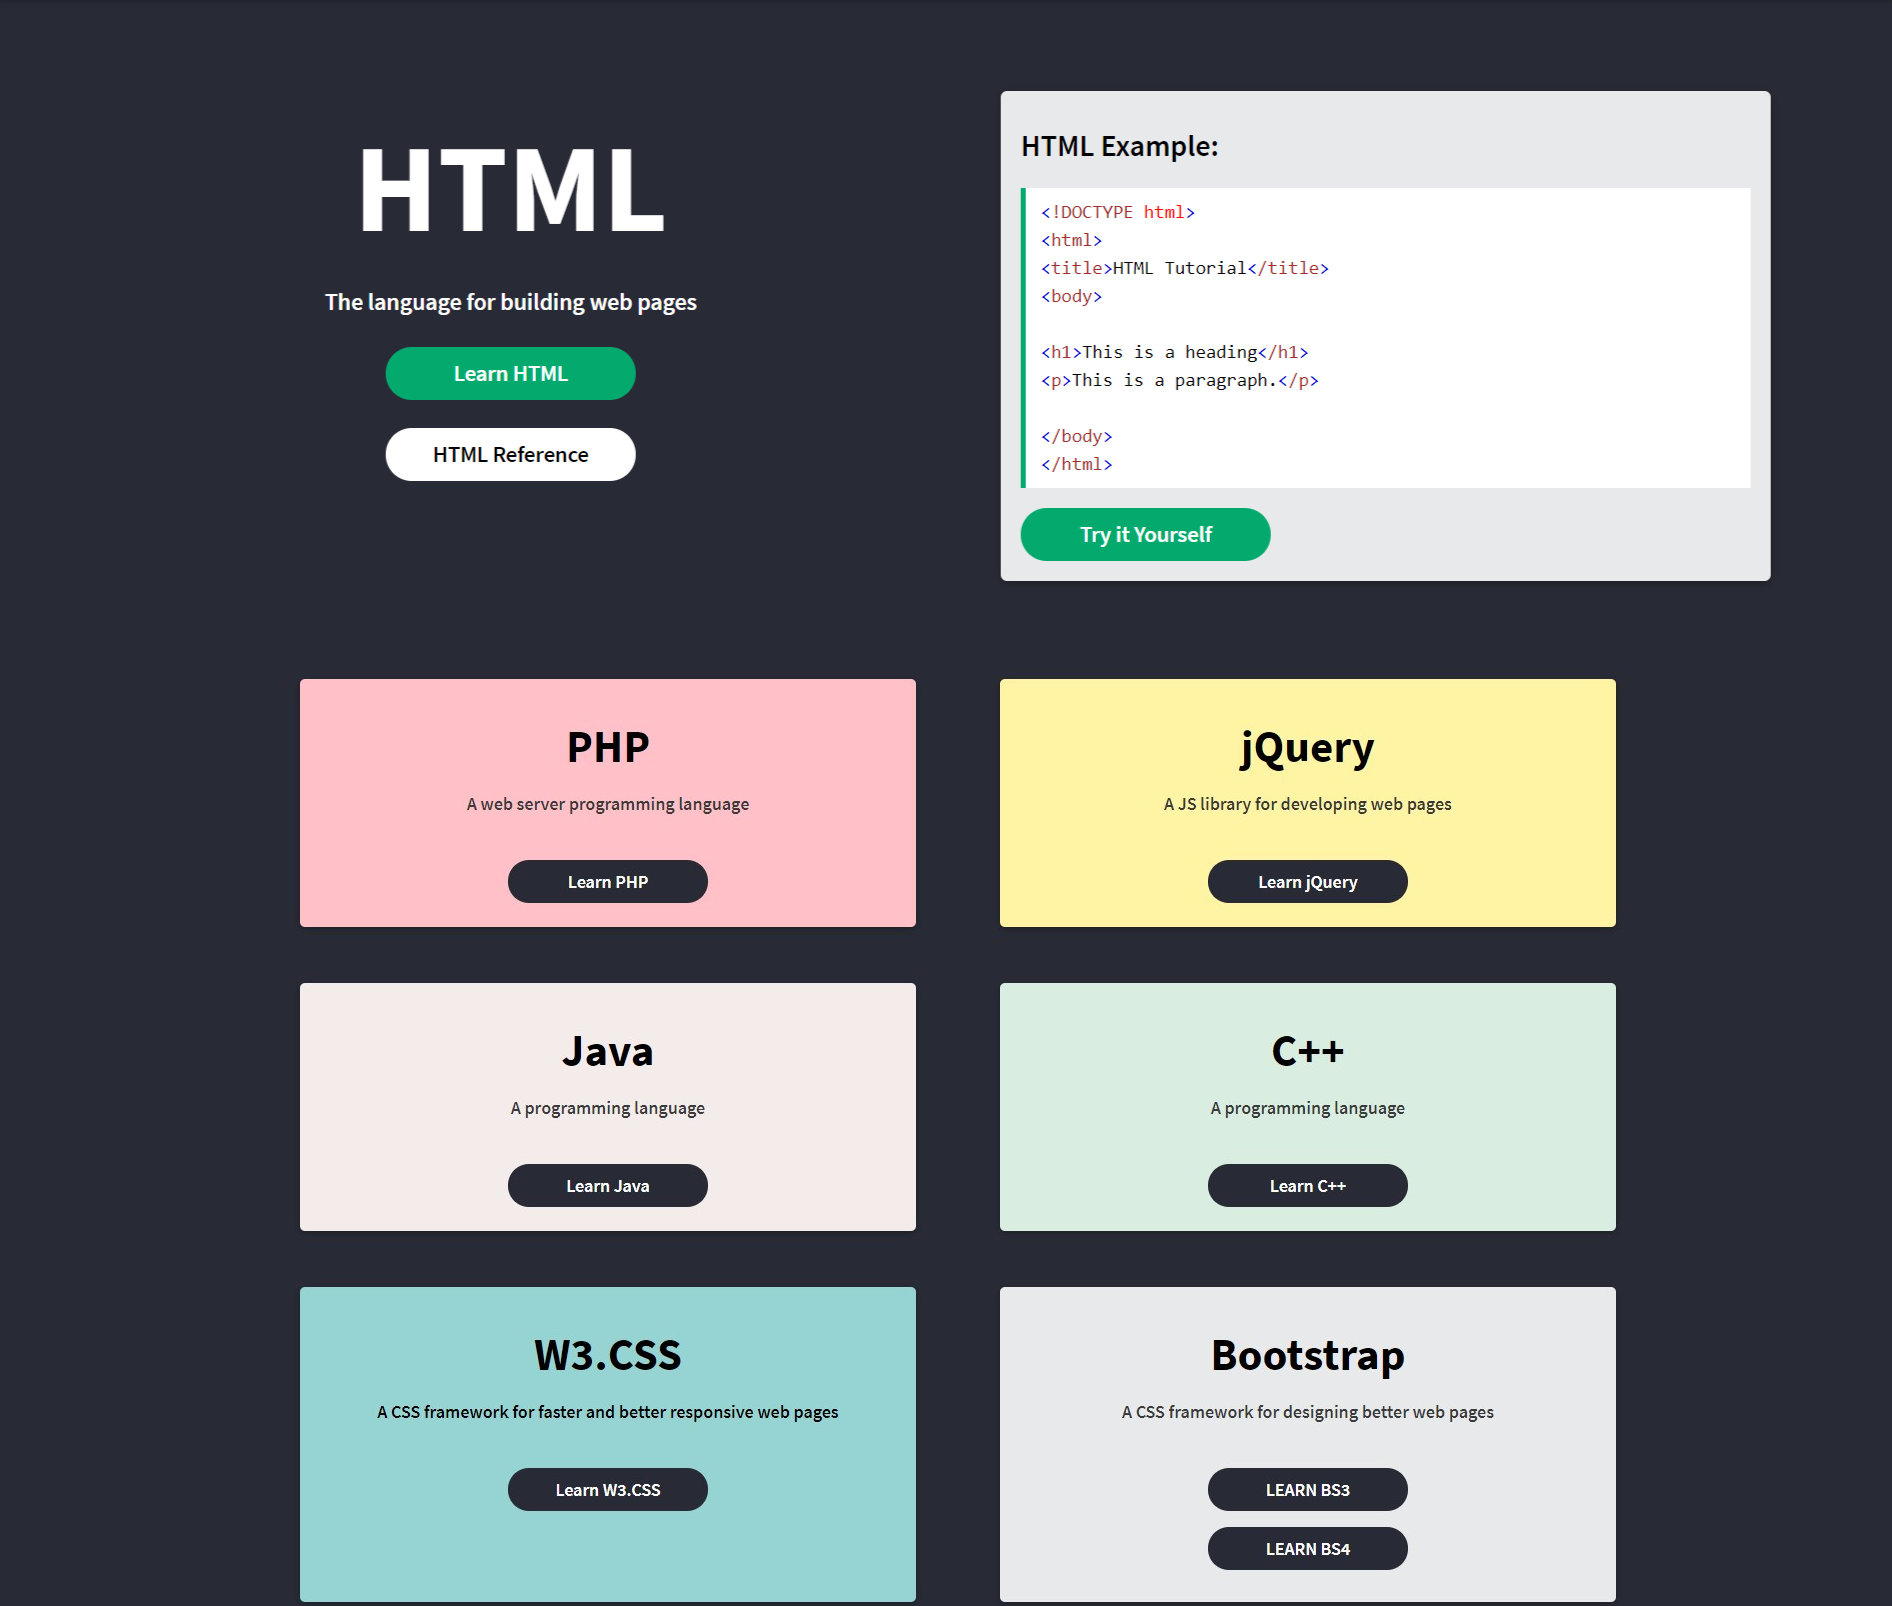 HTML
The language for building web pages
Learn HTML
HTML Reference
HTML Example:
<!DOCTYPE html>
<html>
<title>HTML Tutorial</title>
<body>
<h1>This is a heading</h1>
<p>This is a paragraph.</p>
</body>
</html>
Try it Yourself
PHP
A web server programming language
Learn PHP
jQuery
A JS library for developing web pages
Learn jQuery
Java
A programming language
Learn Java
C++
A programming language
Learn C++
W3.CSS
A CSS framework for faster and better responsive web pages
Learn W3.CSS
Bootstrap
A CSS framework for designing better web pages
LEARN BS3
LEARN BS4